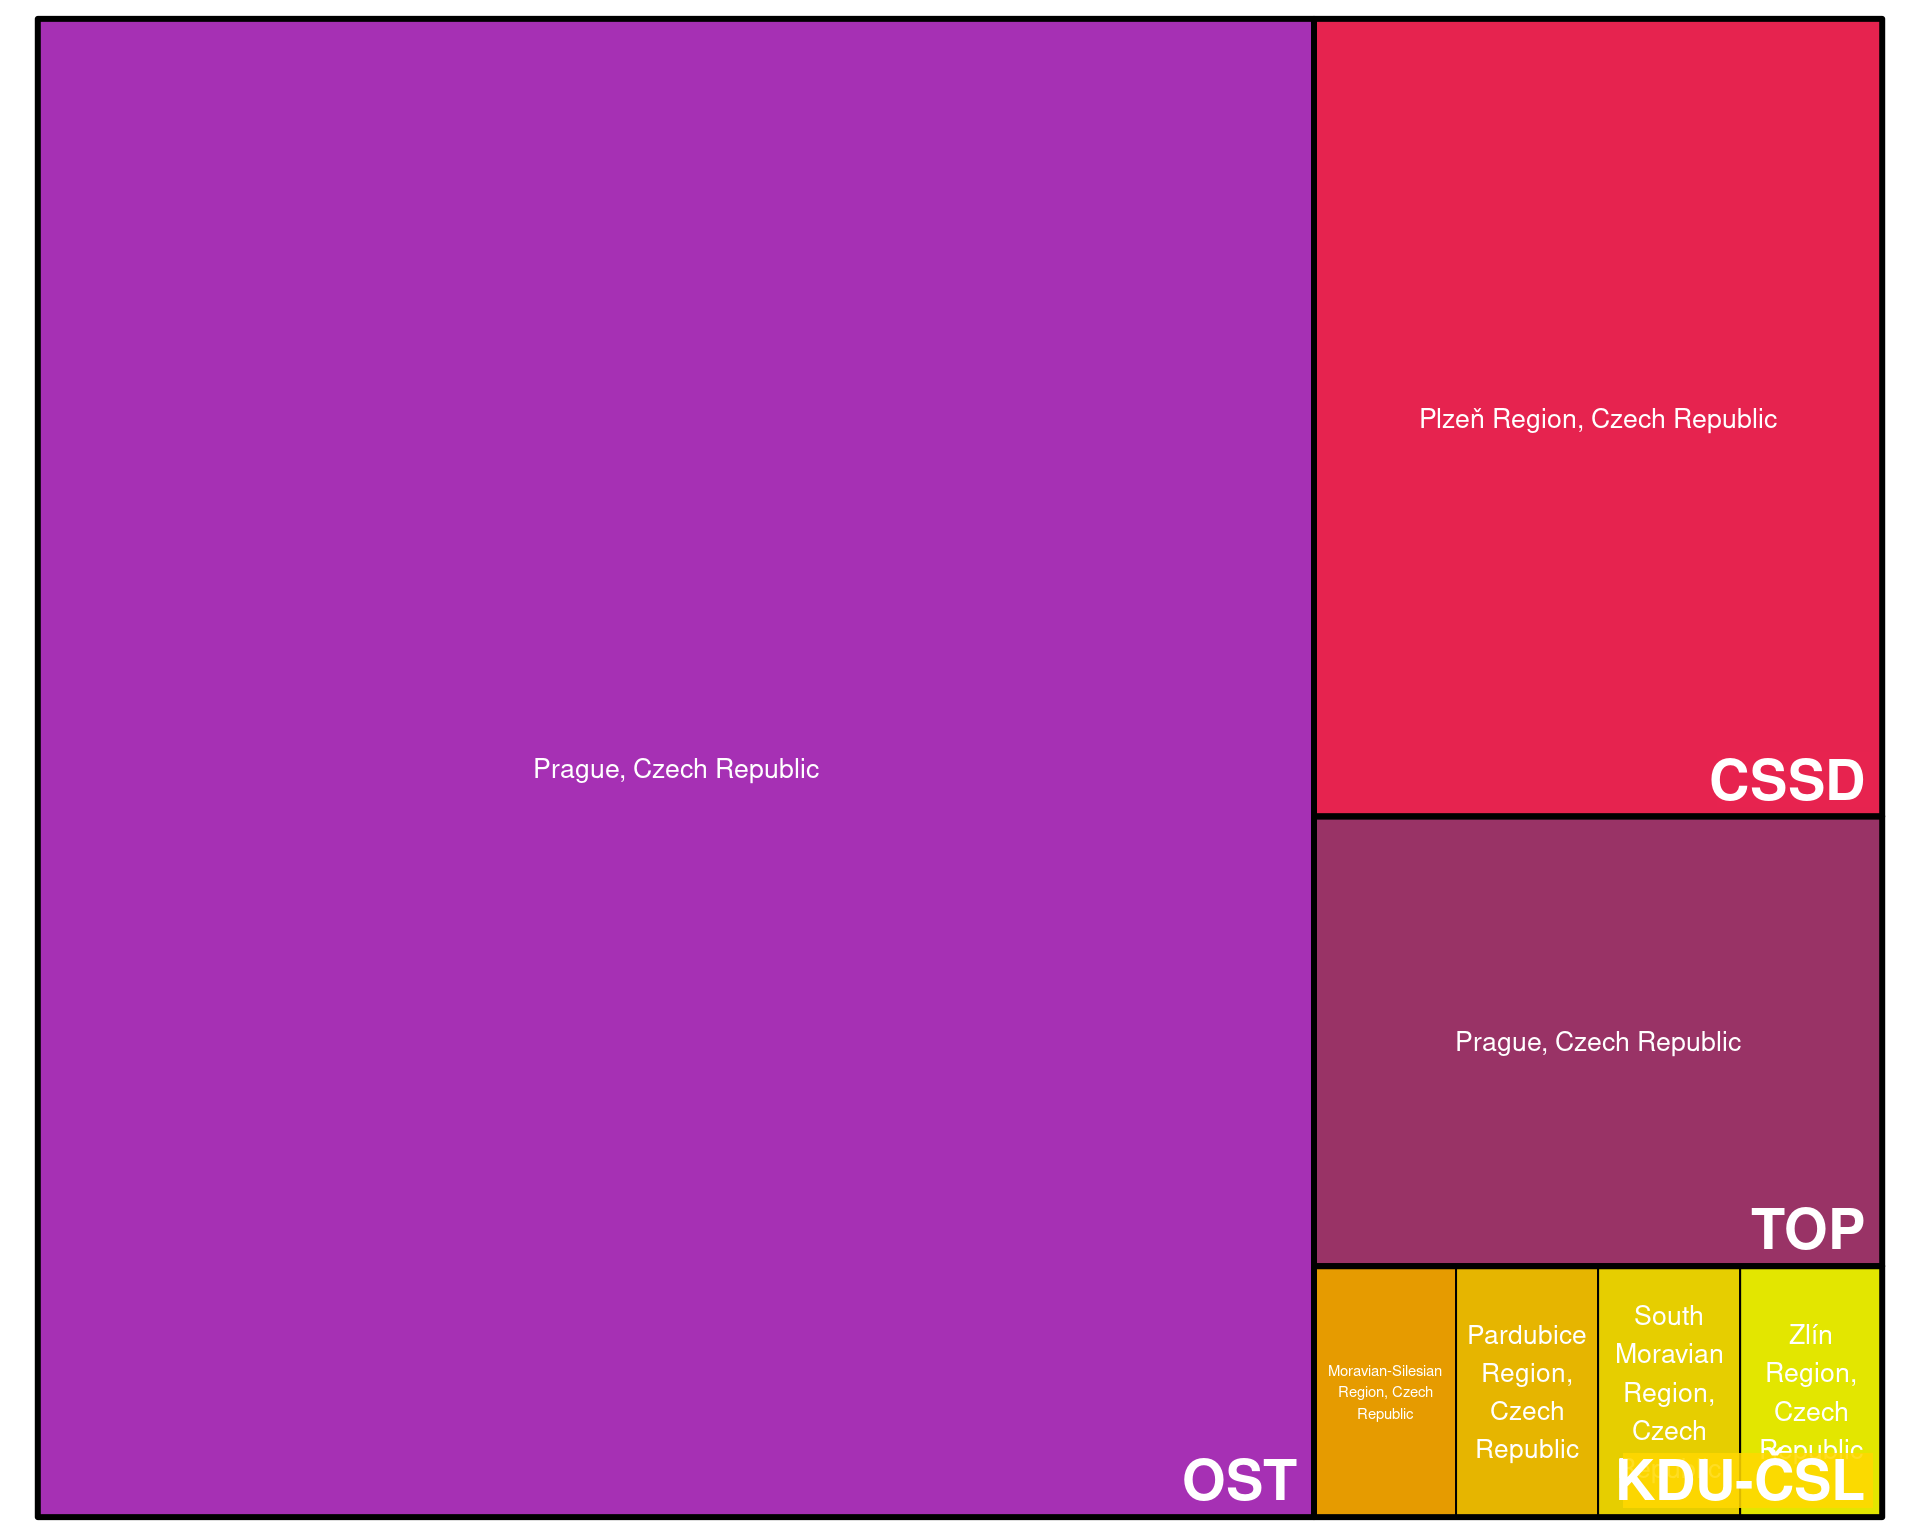 Prague, Czech Republic
OST
Plzeň Region, Czech Republic
CSSD
Prague, Czech Republic
TOP
Moravian-Silesian
Region, Czech
Republic
Pardubice
Region,
Czech
Republic
South
Moravian
Region,
Czech
Zlín
Region,
Czech
Republic
KDU-ČSL